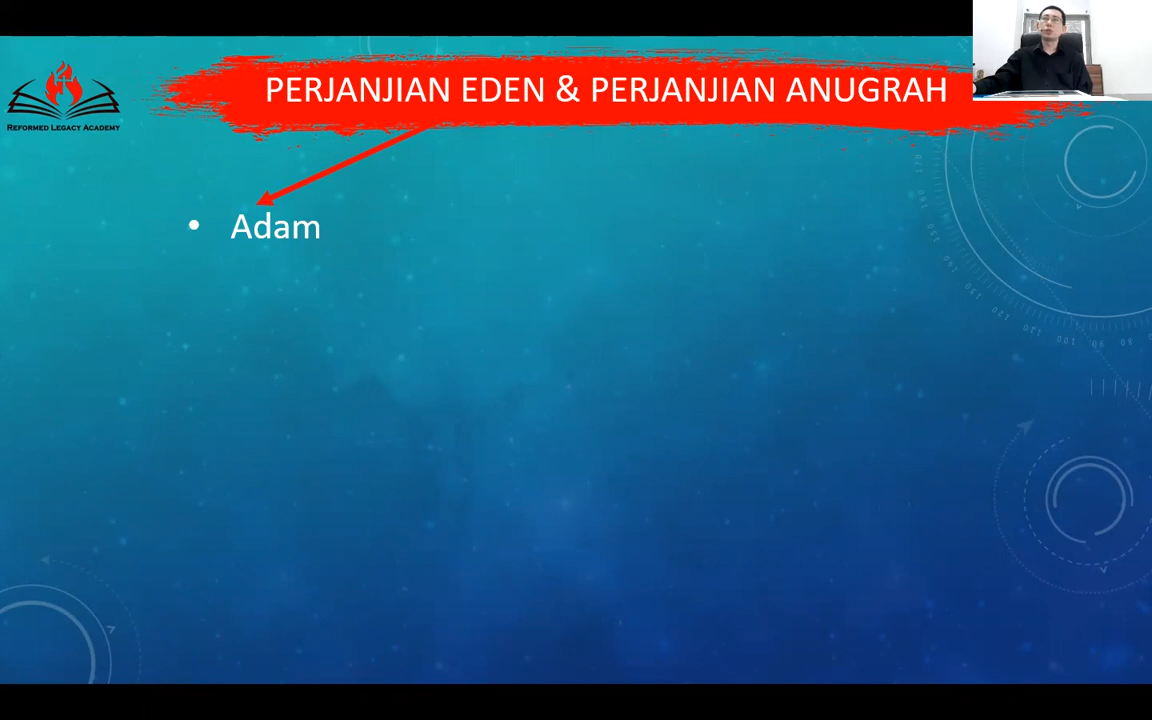 PERJANJIAN EDEN & PERJANJIAN ANUGRAH
REFORMED LEGACY ACADEMY
• Adam